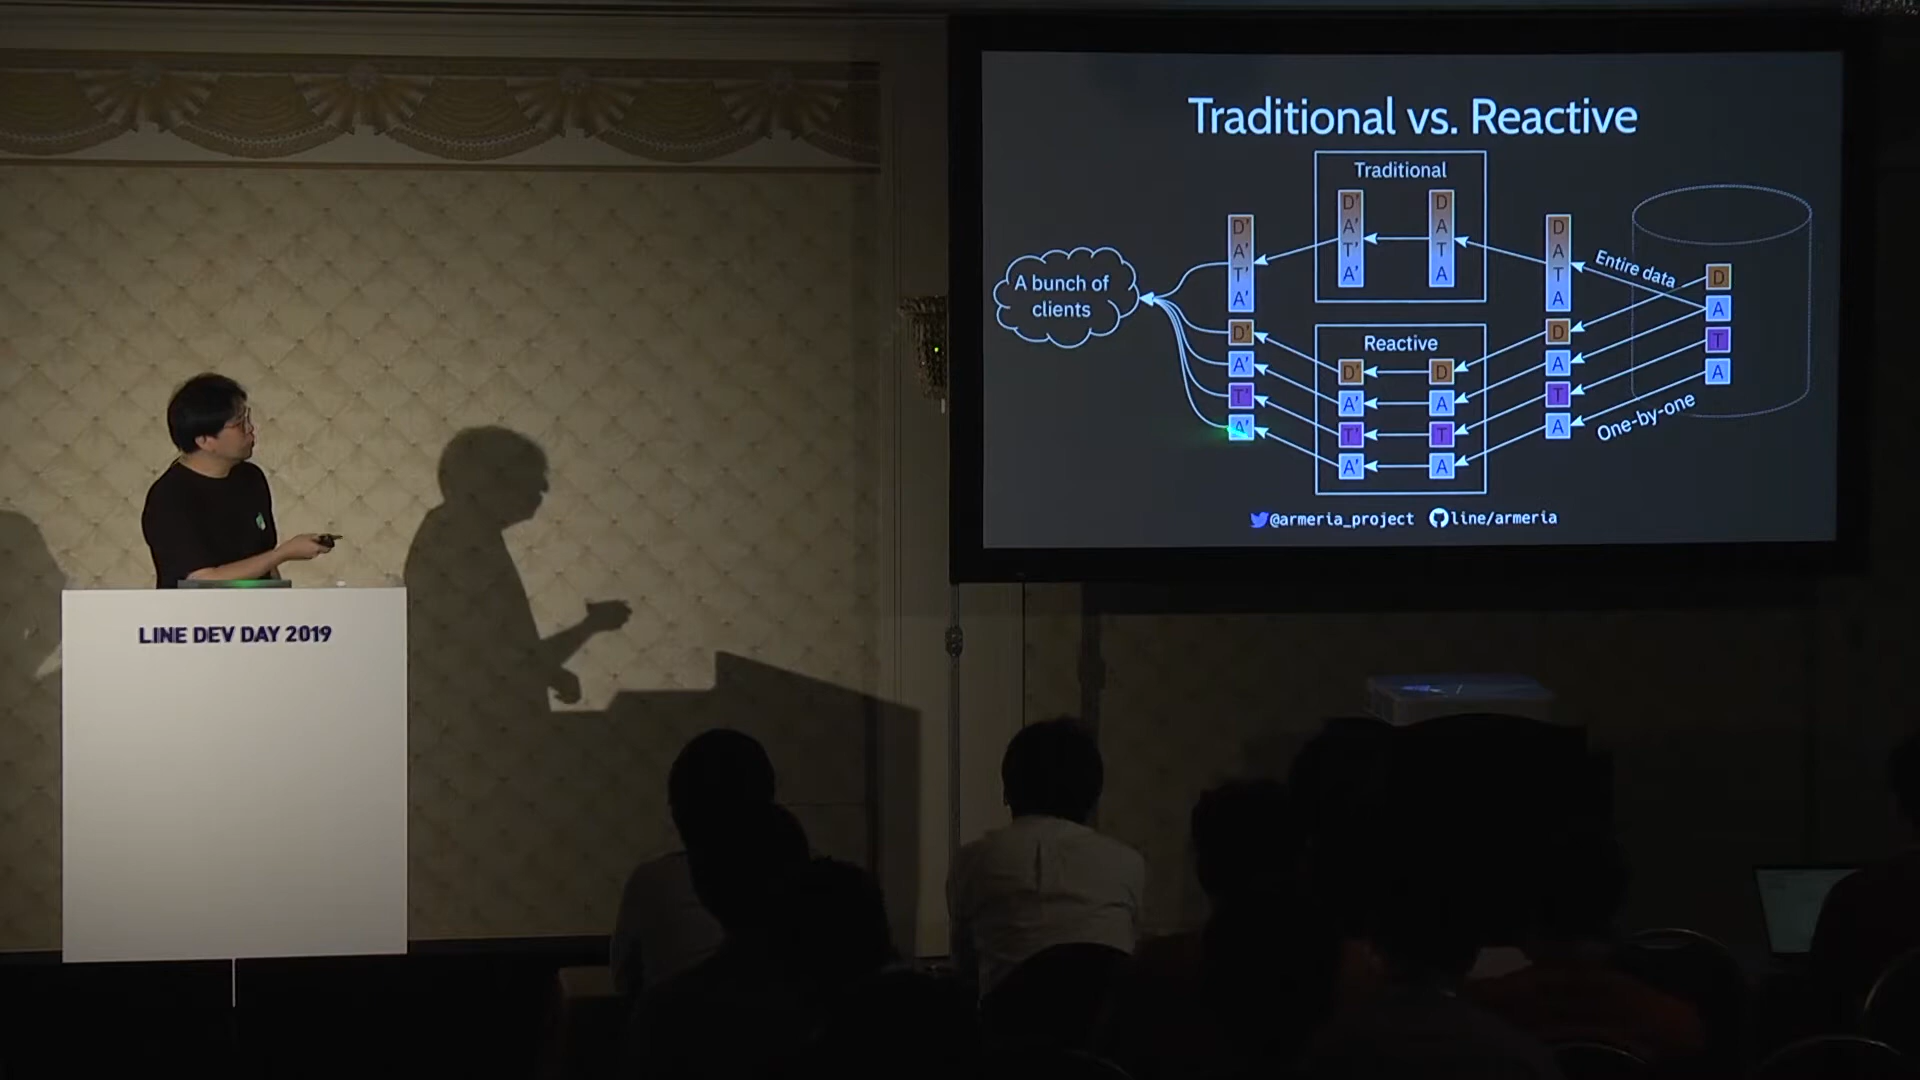 Traditional vs. Reactive
Traditional
D' A' T' A'
D A T A
D' A' T' A'
D A T A
Entire data
A bunch of
clients
D
A
T
A
Reactive
D'
A'
T'
A'
D'
A'
T'
A'
D
A
T
A
D
A
T
A
One-by-one
@armeria_project line/armeria
LINE DEV DAY 2019